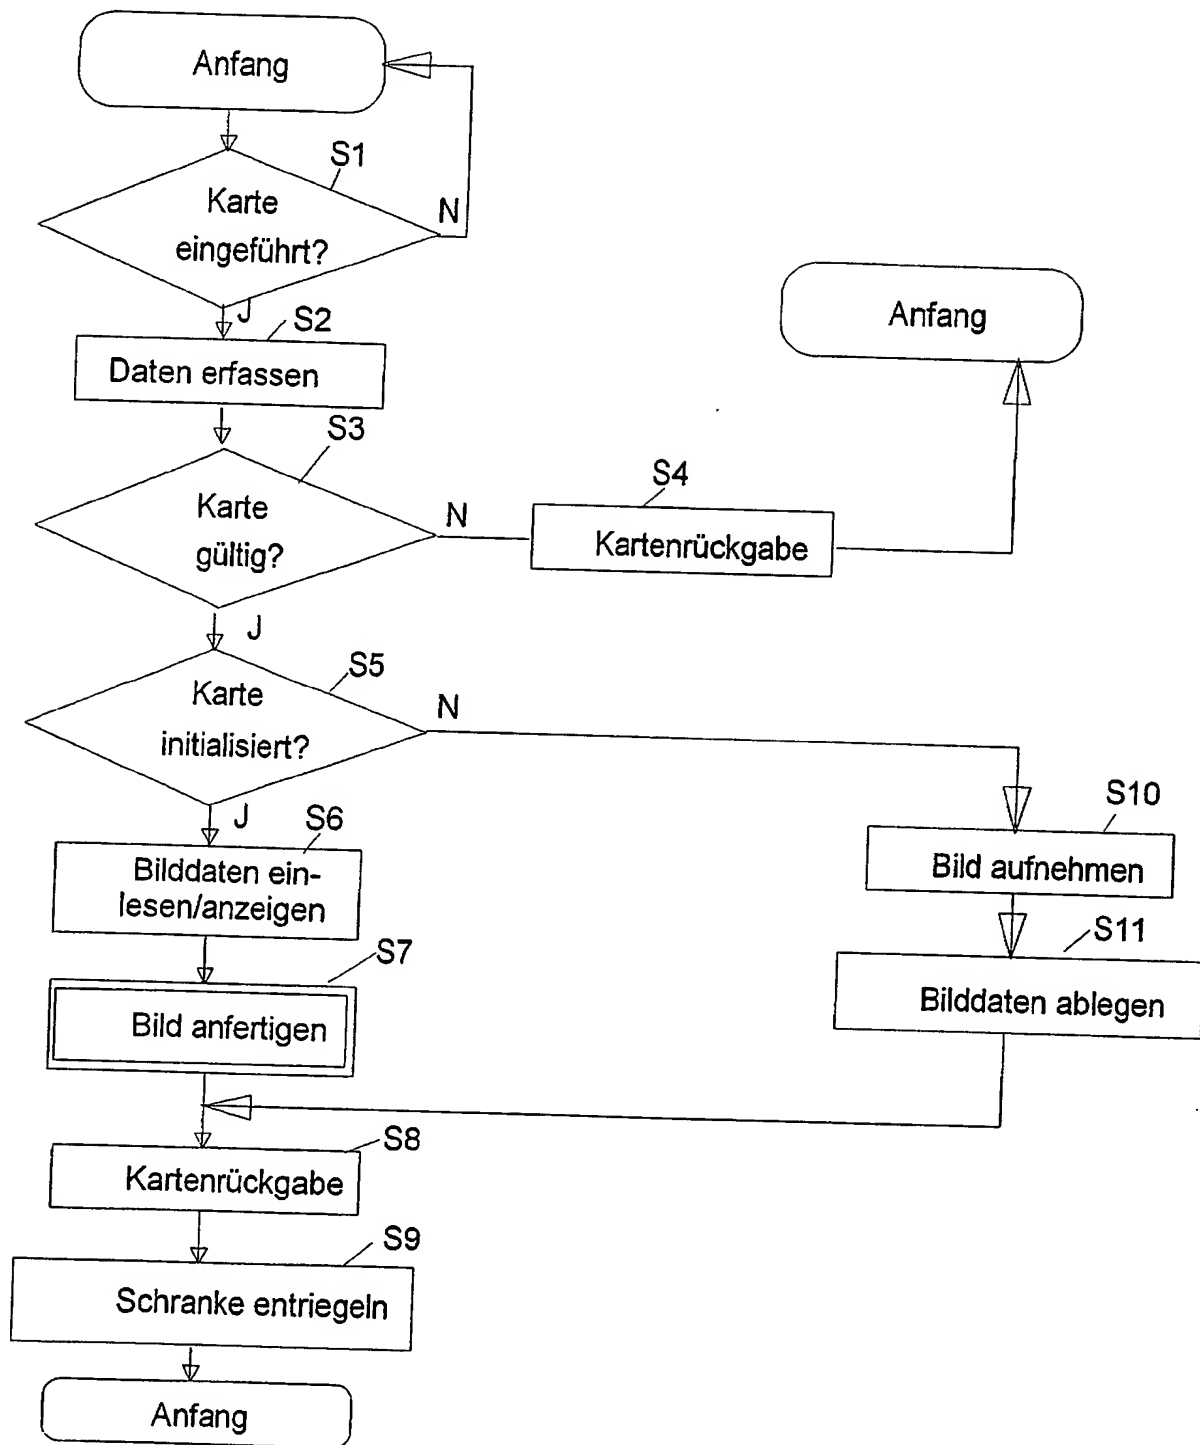 Anfang
S1
Karte
eingeführt?
N
J
S2
Daten erfassen
Anfang
S3
Karte
gültig?
N
S4
Kartenrückgabe
J
S5
Karte
initialisiert?
N
J
S6
Bilddaten ein-
lesen/anzeigen
S10
Bild aufnehmen
S7
Bild anfertigen
S11
Bilddaten ablegen
S8
Kartenrückgabe
S9
Schranke entriegeln
Anfang